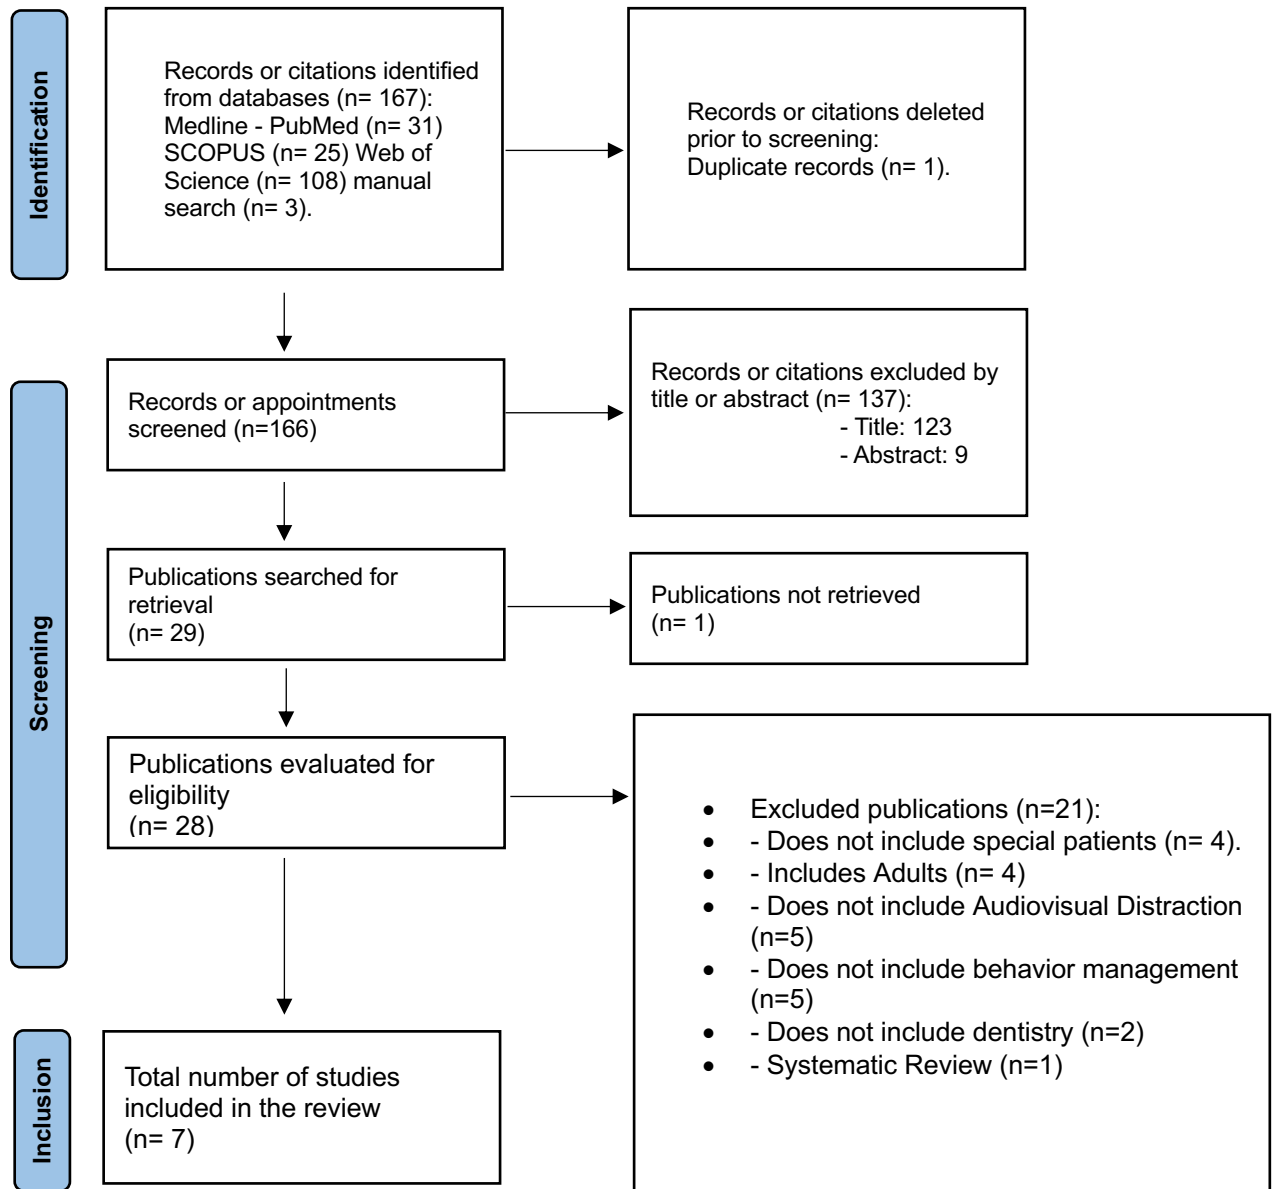 Identification
Records or citations identified
from databases (n= 167):
Medline - PubMed (n= 31)
SCOPUS (n= 25) Web of
Science (n= 108) manual
search (n= 3).
Records or citations deleted
prior to screening:
Duplicate records (n= 1).
Screening
Records or appointments
screened (n=166)
Records or citations excluded by
title or abstract (n= 137):
- Title: 123
- Abstract: 9
Publications searched for
retrieval
(n= 29)
Publications not retrieved
(n= 1)
Publications evaluated for
eligibility
(n= 28)
• Excluded publications (n=21):
• - Does not include special patients (n= 4).
• - Includes Adults (n= 4)
• - Does not include Audiovisual Distraction
(n=5)
• - Does not include behavior management
(n=5)
• - Does not include dentistry (n=2)
• - Systematic Review (n=1)
Inclusion
Total number of studies
included in the review
(n= 7)